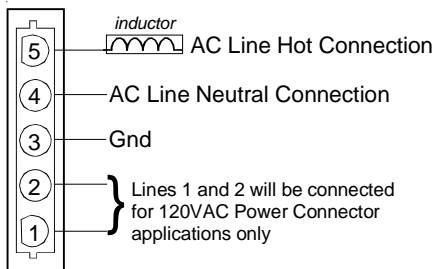 inductor
5 AC Line Hot Connection
4 AC Line Neutral Connection
3 Gnd
2 Lines 1 and 2 will be connected
for 120VAC Power Connector
1 applications only